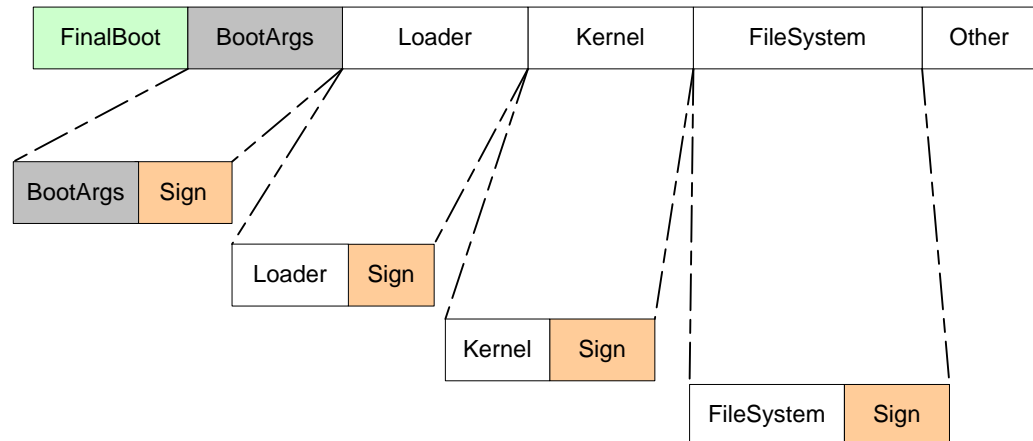 FinalBoot BootArgs Loader Kernel FileSystem Other
BootArgs Sign
Loader Sign
Kernel Sign
FileSystem Sign